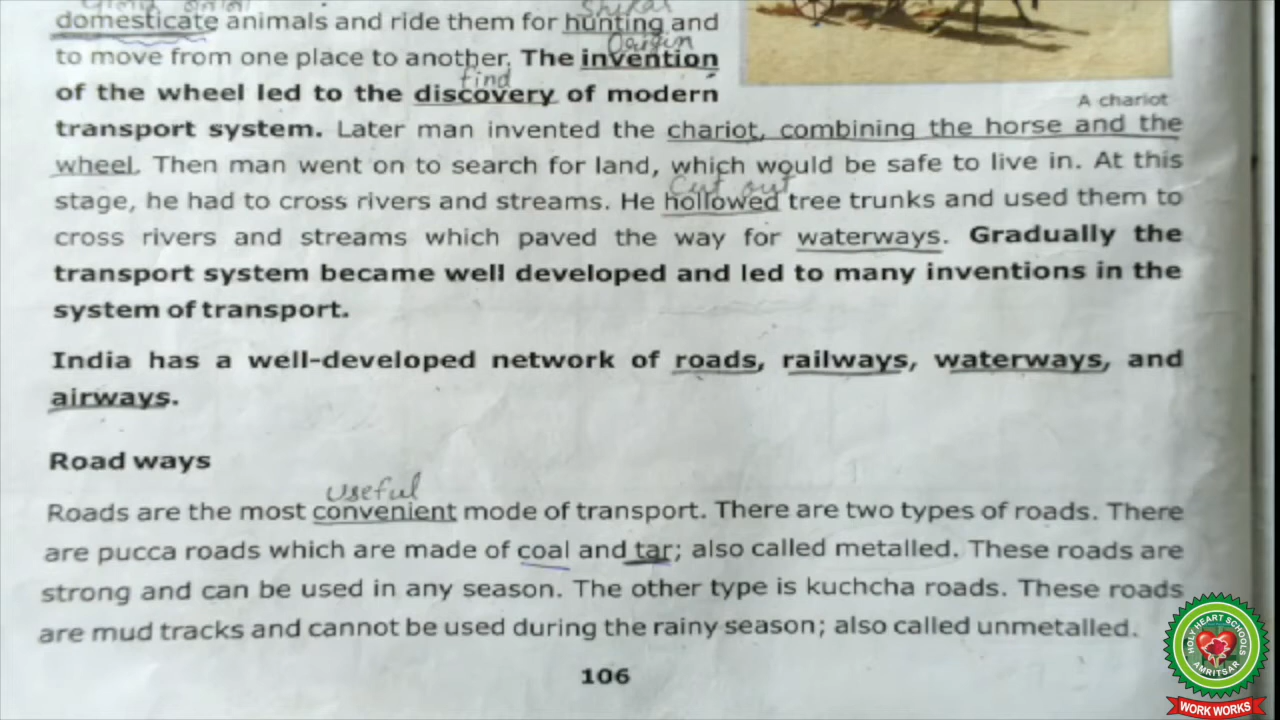 domesticate animals and ride them for hunting and
Shikar
to move from one place to another. The invention
find
of the wheel led to the discovery of modern
A chariot
transport system. Later man invented the chariot, combining the horse and the
wheel. Then man went on to search for land, which would be safe to live in. At this
Cut out
stage, he had to cross rivers and streams. He hollowed tree trunks and used them to
cross rivers and streams which paved the way for waterways. Gradually the
transport system became well developed and led to many inventions in the
system of transport.
India has a well-developed network of roads, railways, waterways, and
airways.
Road ways
useful
Roads are the most convenient mode of transport. There are two types of roads. There
are pucca roads which are made of coal and tar; also called metalled. These roads are
strong and can be used in any season. The other type is kuchcha roads. These roads
are mud tracks and cannot be used during the rainy season; also called unmetalled.
106
HOLY HEART SCHOOLS
AMRITSAR
WORK WORKS